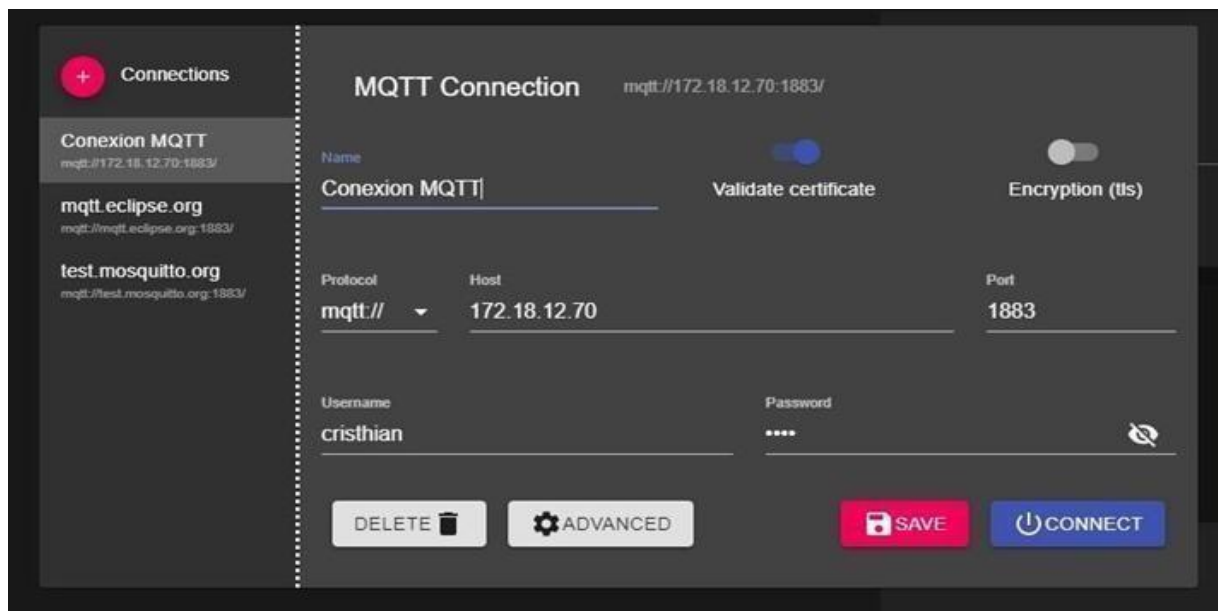 + Connections
Conexion MQTT
mqtt://172.18.12.70:1883/
mqtt.eclipse.org
mqtt://mqtt.eclipse.org:1883/
test.mosquitto.org
mqtt://test.mosquitto.org:1883/
MQTT Connection mqtt://172.18.12.70:1883/
Name
Conexion MQTT
Validate certificate
Encryption (tls)
Protocol Host Port
mqtt:// 172.18.12.70 1883
Username Password
cristhian ••••
DELETE ADVANCED SAVE CONNECT